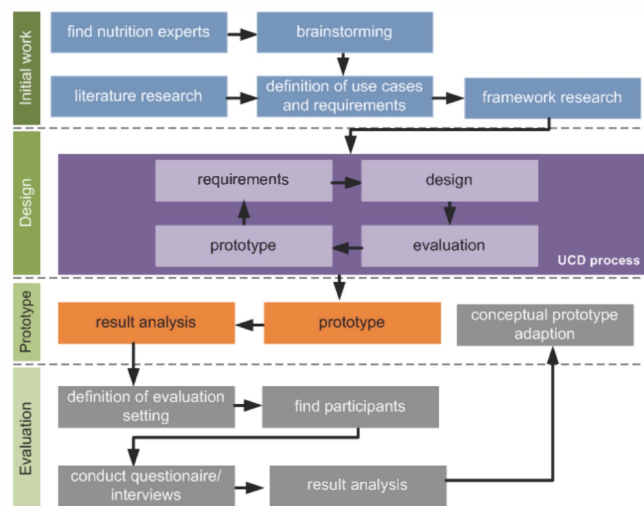 Initial work
find nutrition experts
brainstorming
literature research
definition of use cases
and requirements
framework research
Design
requirements
design
prototype
evaluation
UCD process
Prototype
result analysis
prototype
conceptual prototype
adaption
Evaluation
definition of evaluation
setting
find participants
conduct questionaire/
interviews
result analysis